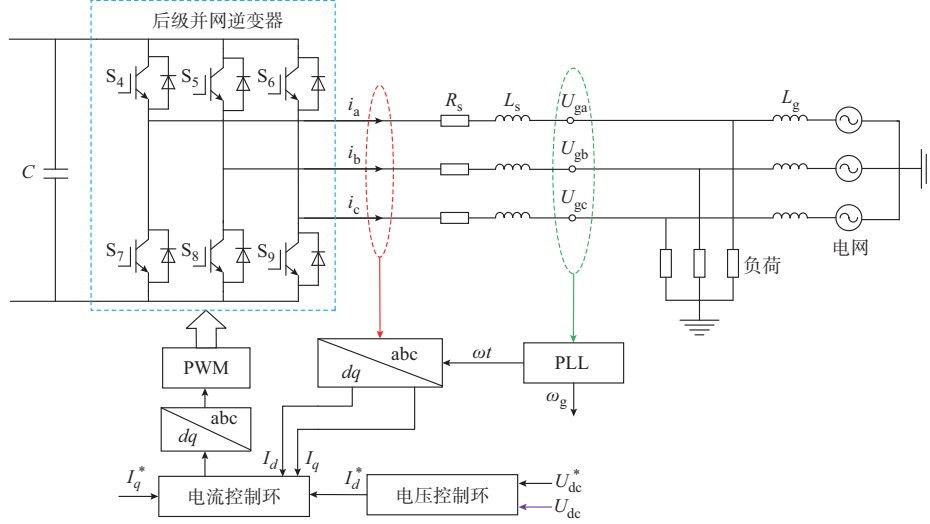 后级并网逆变器
S4 S5 S6
ia Rs Ls Uga Lg
C ib Ugb
ic Ugc
S7 S8 S9 负荷 电网
PWM abc dq ωt PLL
ωg
abc dq
Id Iq
Iq* 电流控制环 Id* 电压控制环 Udc*
Udc